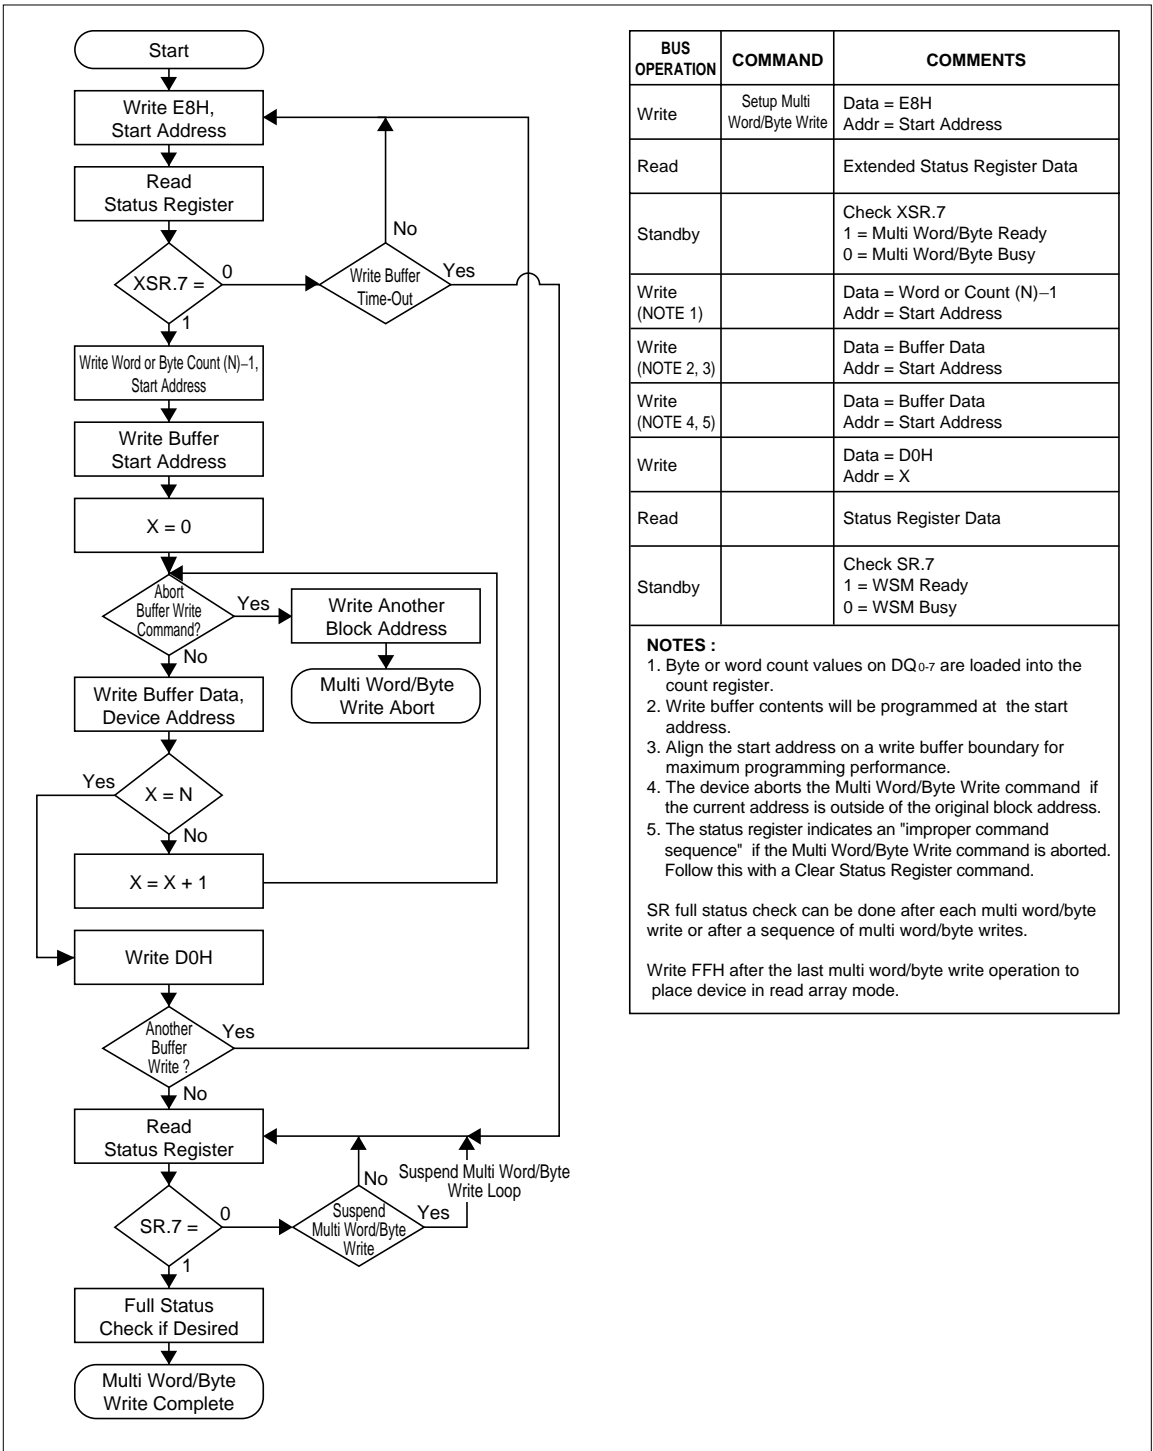 Start
Write E8H,
Start Address
Read
Status Register
XSR.7 =
0
1
No
Write Buffer
Time-Out
Yes
Write Word or Byte Count (N)−1,
Start Address
Write Buffer
Start Address
X = 0
Abort
Buffer Write
Command?
Yes
No
Write Another
Block Address
Multi Word/Byte
Write Abort
Write Buffer Data,
Device Address
X = N
Yes
No
X = X + 1
Write D0H
Another
Buffer
Write ?
Yes
No
Read
Status Register
SR.7 =
0
1
Suspend
Multi Word/Byte
Write
No
Yes
Suspend Multi Word/Byte
Write Loop
Full Status
Check if Desired
Multi Word/Byte
Write Complete
BUS
OPERATION
COMMAND
COMMENTS
Write
Setup Multi
Word/Byte Write
Data = E8H
Addr = Start Address
Read
Extended Status Register Data
Standby
Check XSR.7
1 = Multi Word/Byte Ready
0 = Multi Word/Byte Busy
Write
(NOTE 1)
Data = Word or Count (N)−1
Addr = Start Address
Write
(NOTE 2, 3)
Data = Buffer Data
Addr = Start Address
Write
(NOTE 4, 5)
Data = Buffer Data
Addr = Start Address
Write
Data = D0H
Addr = X
Read
Status Register Data
Standby
Check SR.7
1 = WSM Ready
0 = WSM Busy
NOTES :
1. Byte or word count values on DQ0-7 are loaded into the
count register.
2. Write buffer contents will be programmed at the start
address.
3. Align the start address on a write buffer boundary for
maximum programming performance.
4. The device aborts the Multi Word/Byte Write command if
the current address is outside of the original block address.
5. The status register indicates an "improper command
sequence" if the Multi Word/Byte Write command is aborted.
Follow this with a Clear Status Register command.
SR full status check can be done after each multi word/byte
write or after a sequence of multi word/byte writes.
Write FFH after the last multi word/byte write operation to
place device in read array mode.